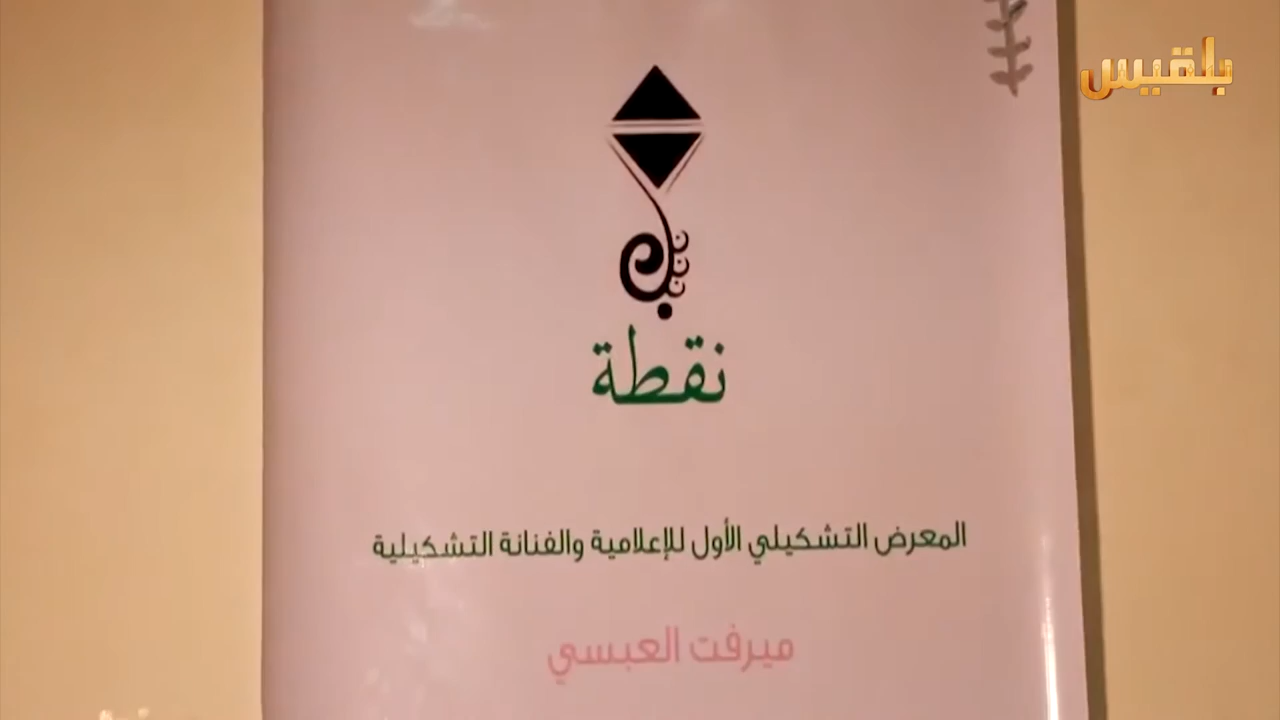 بلقيس
نقطة
المعرض التشكيلي الأول للإعلامية والفنانة التشكيلية
ميرفت العبسي